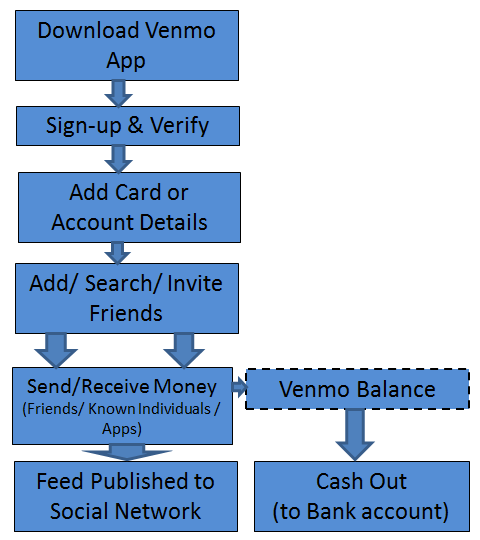 Download Venmo
App
Sign-up & Verify
Add Card or
Account Details
Add/ Search/ Invite
Friends
Send/Receive Money
(Friends/ Known Individuals /
Apps)
Venmo Balance
Feed Published to
Social Network
Cash Out
(to Bank account)